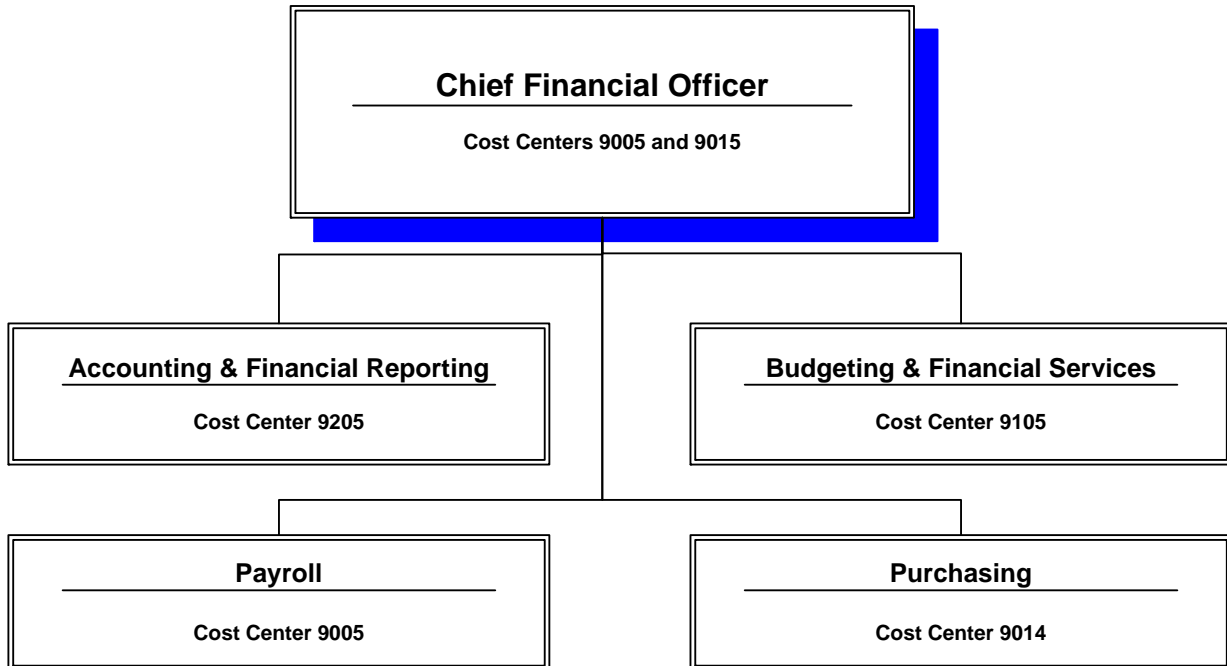 Chief Financial Officer
Cost Centers 9005 and 9015
Accounting & Financial Reporting
Cost Center 9205
Budgeting & Financial Services
Cost Center 9105
Payroll
Cost Center 9005
Purchasing
Cost Center 9014